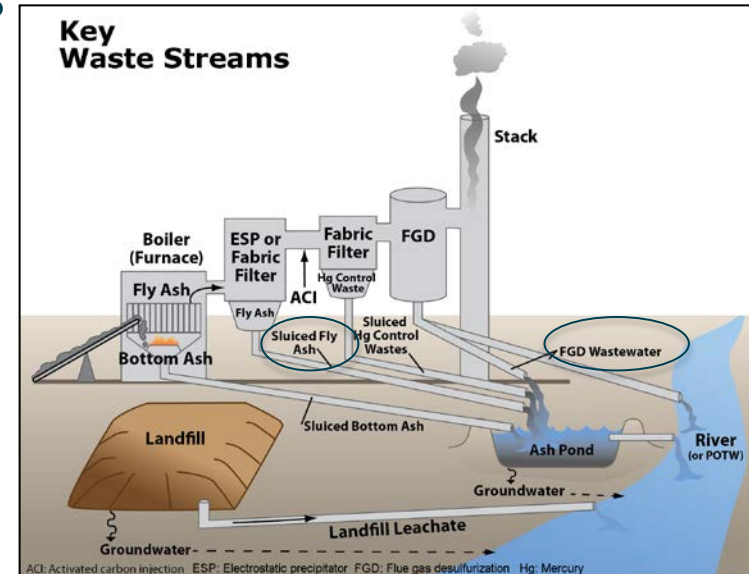 Key
Waste Streams
Stack
Boiler
(Furnace)
Fly Ash
Bottom Ash
ESP or
Fabric
Filter
Fly Ash
ACI
Fabric
Filter
Hg Control
Waste
FGD
Sluiced Fly
Ash
Sluiced
Hg Control
Wastes
FGD Wastewater
Sluiced Bottom Ash
Landfill
Ash Pond
River
(or POTW)
Groundwater
Landfill Leachate
Groundwater
ACI: Activated carbon injection ESP: Electrostatic precipitator FGD: Flue gas desulfurization Hg: Mercury